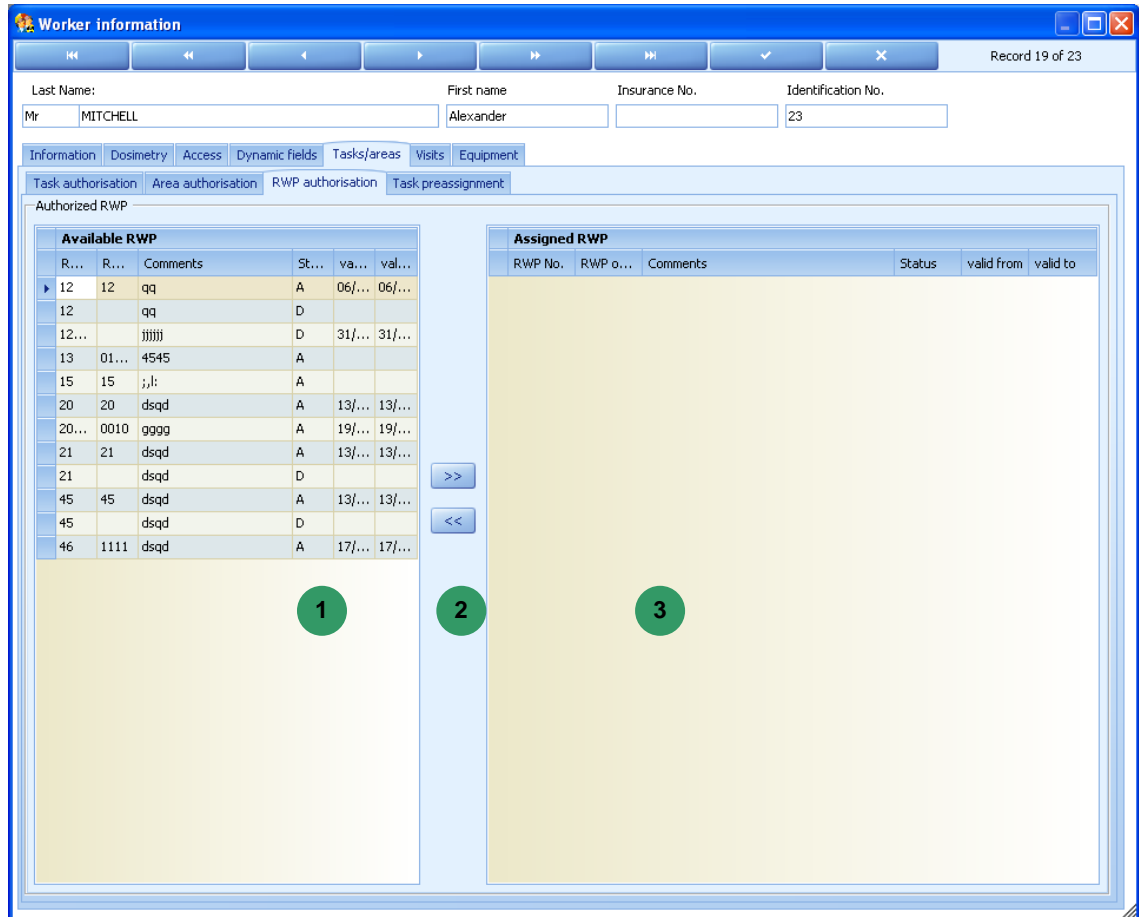 Worker information
Record 19 of 23
Last Name: First name Insurance No. Identification No.
Mr MITCHELL Alexander 23
Information Dosimetry Access Dynamic fields Tasks/areas Visits Equipment
Task authorisation Area authorisation RWP authorisation Task preassignment
Authorized RWP
Available RWP Assigned RWP
R... R... Comments St... va... val... RWP No. RWP o... Comments Status valid from valid to
12 12 qq A 06/... 06/...
12 qq D
12... jjjjjj D 31/... 31/...
13 01... 4545 A
15 15 ;,l: A
20 20 dsqd A 13/... 13/...
20... 0010 gggg A 19/... 19/...
21 21 dsqd A 13/... 13/...
21 dsqd D >>
45 45 dsqd A 13/... 13/...
45 dsqd D <<
46 1111 dsqd A 17/... 17/...
1 2 3